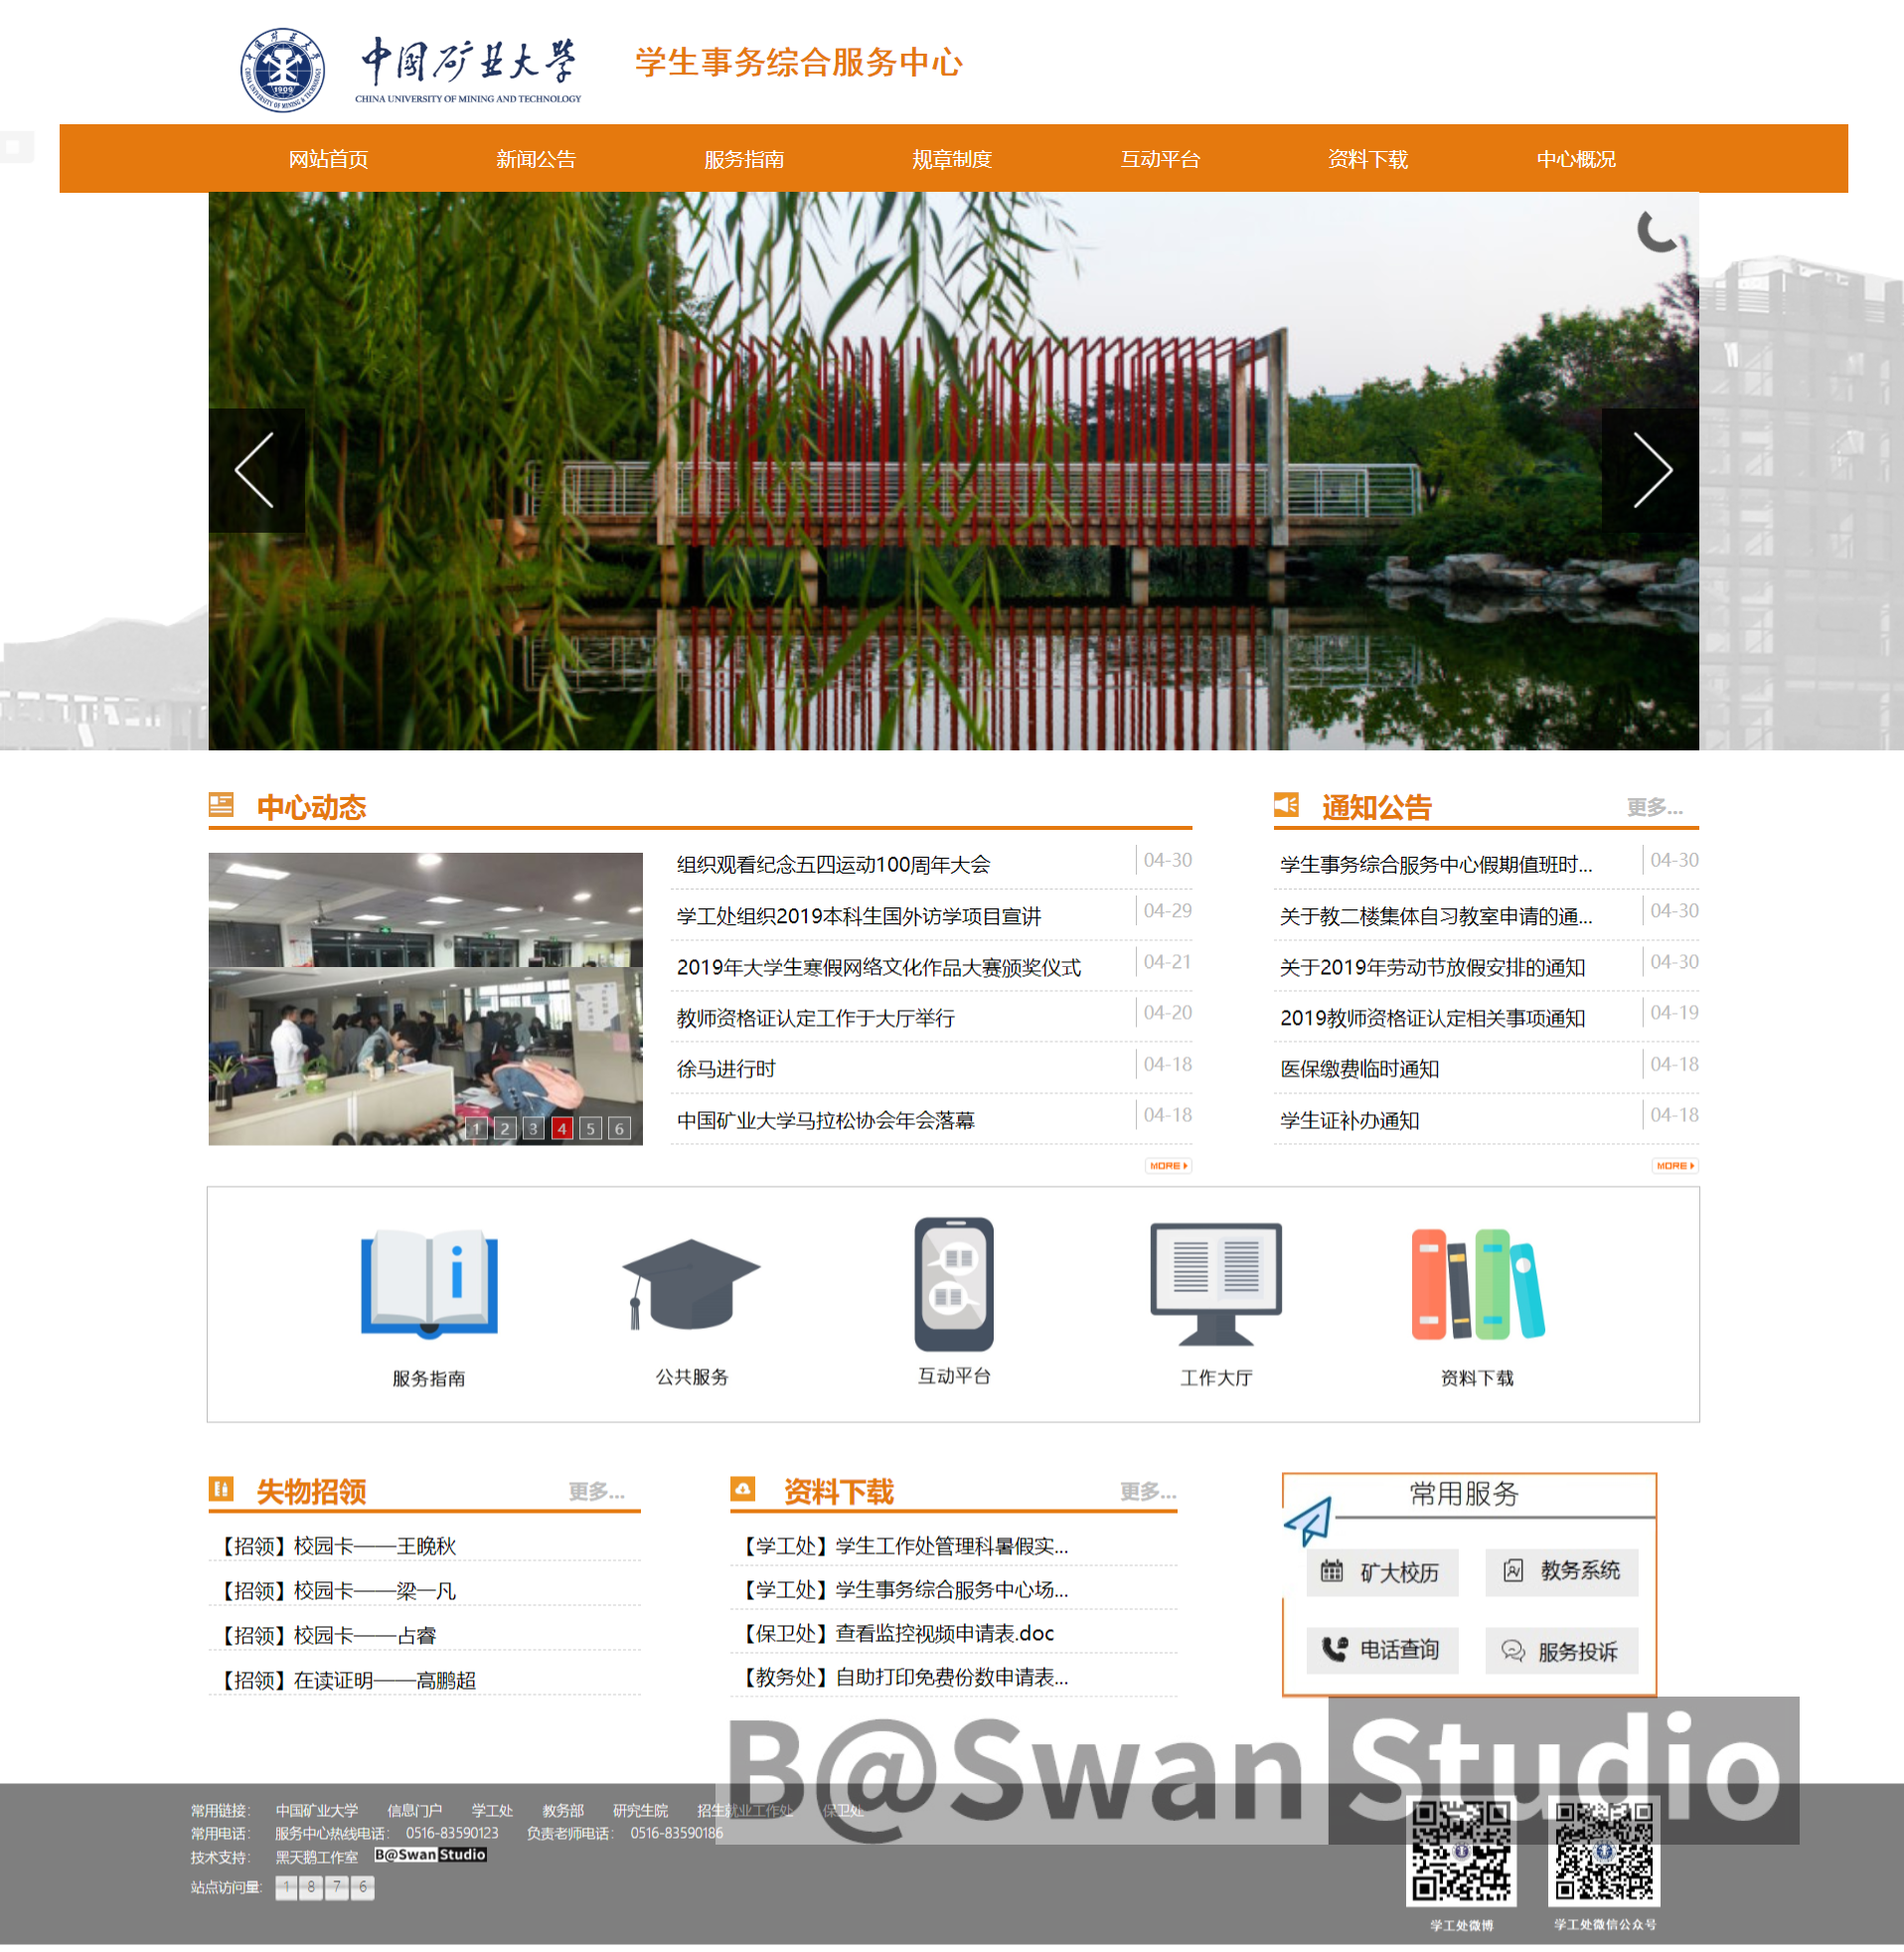 中国矿业大学
CHINA UNIVERSITY OF MINING AND TECHNOLOGY
1909
学生事务综合服务中心
网站首页 新闻公告 服务指南 规章制度 互动平台 资料下载 中心概况
中心动态
组织观看纪念五四运动100周年大会 04-30
学工处组织2019本科生国外访学项目宣讲 04-29
2019年大学生寒假网络文化作品大赛颁奖仪式 04-21
教师资格证认定工作于大厅举行 04-20
徐马进行时 04-18
中国矿业大学马拉松协会年会落幕 04-18
1 2 3 4 5 6
MORE
通知公告 更多...
学生事务综合服务中心假期值班时... 04-30
关于教二楼集体自习教室申请的通... 04-30
关于2019年劳动节放假安排的通知 04-30
2019教师资格证认定相关事项通知 04-19
医保缴费临时通知 04-18
学生证补办通知 04-18
MORE
服务指南 公共服务 互动平台 工作大厅 资料下载
失物招领 更多...
【招领】校园卡——王晚秋
【招领】校园卡——梁一凡
【招领】校园卡——占睿
【招领】在读证明——高鹏超
资料下载 更多...
【学工处】学生工作处管理科暑假实...
【学工处】学生事务综合服务中心场...
【保卫处】查看监控视频申请表.doc
【教务处】自助打印免费份数申请表...
常用服务
矿大校历 教务系统
电话查询 服务投诉
B@Swan Studio
常用链接： 中国矿业大学 信息门户 学工处 教务部 研究生院 招生就业工作处 保卫处
常用电话： 服务中心热线电话： 0516-83590123 负责老师电话： 0516-83590186
技术支持： 黑天鹅工作室 B@Swan Studio
站点访问量: 1 8 7 6
学工处微博 学工处微信公众号